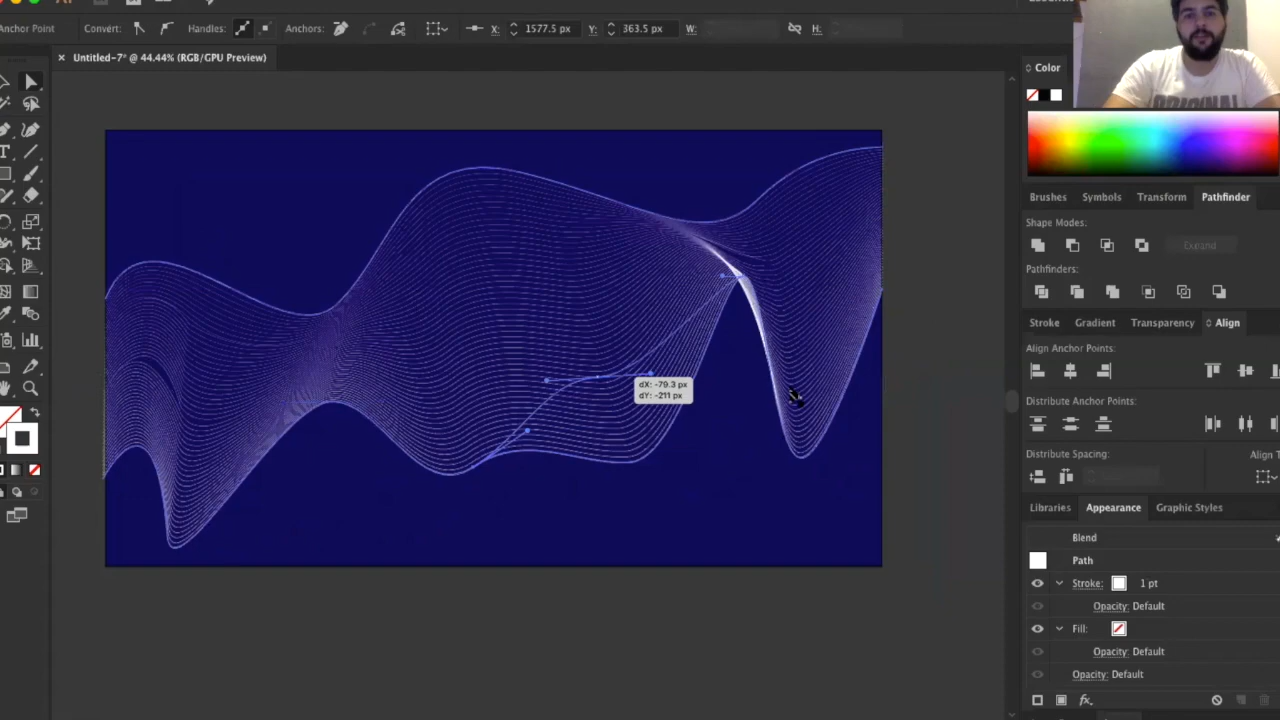 Anchor Point Convert: Handles: Anchors: X: 1577.5 px Y: 363.5 px W: H:
× Untitled-7* @ 44.44% (RGB/GPU Preview)
Color
Brushes Symbols Transform Pathfinder
Shape Modes:
Expand
Pathfinders:
Stroke Gradient Transparency Align
Align Anchor Points:
dX: -79.3 px
dY: -211 px
Distribute Anchor Points:
Distribute Spacing: Align T
Libraries Appearance Graphic Styles
Blend
Path
Stroke: 1 pt
Opacity: Default
Fill:
Opacity: Default
Opacity: Default
fx
ORIGINAL